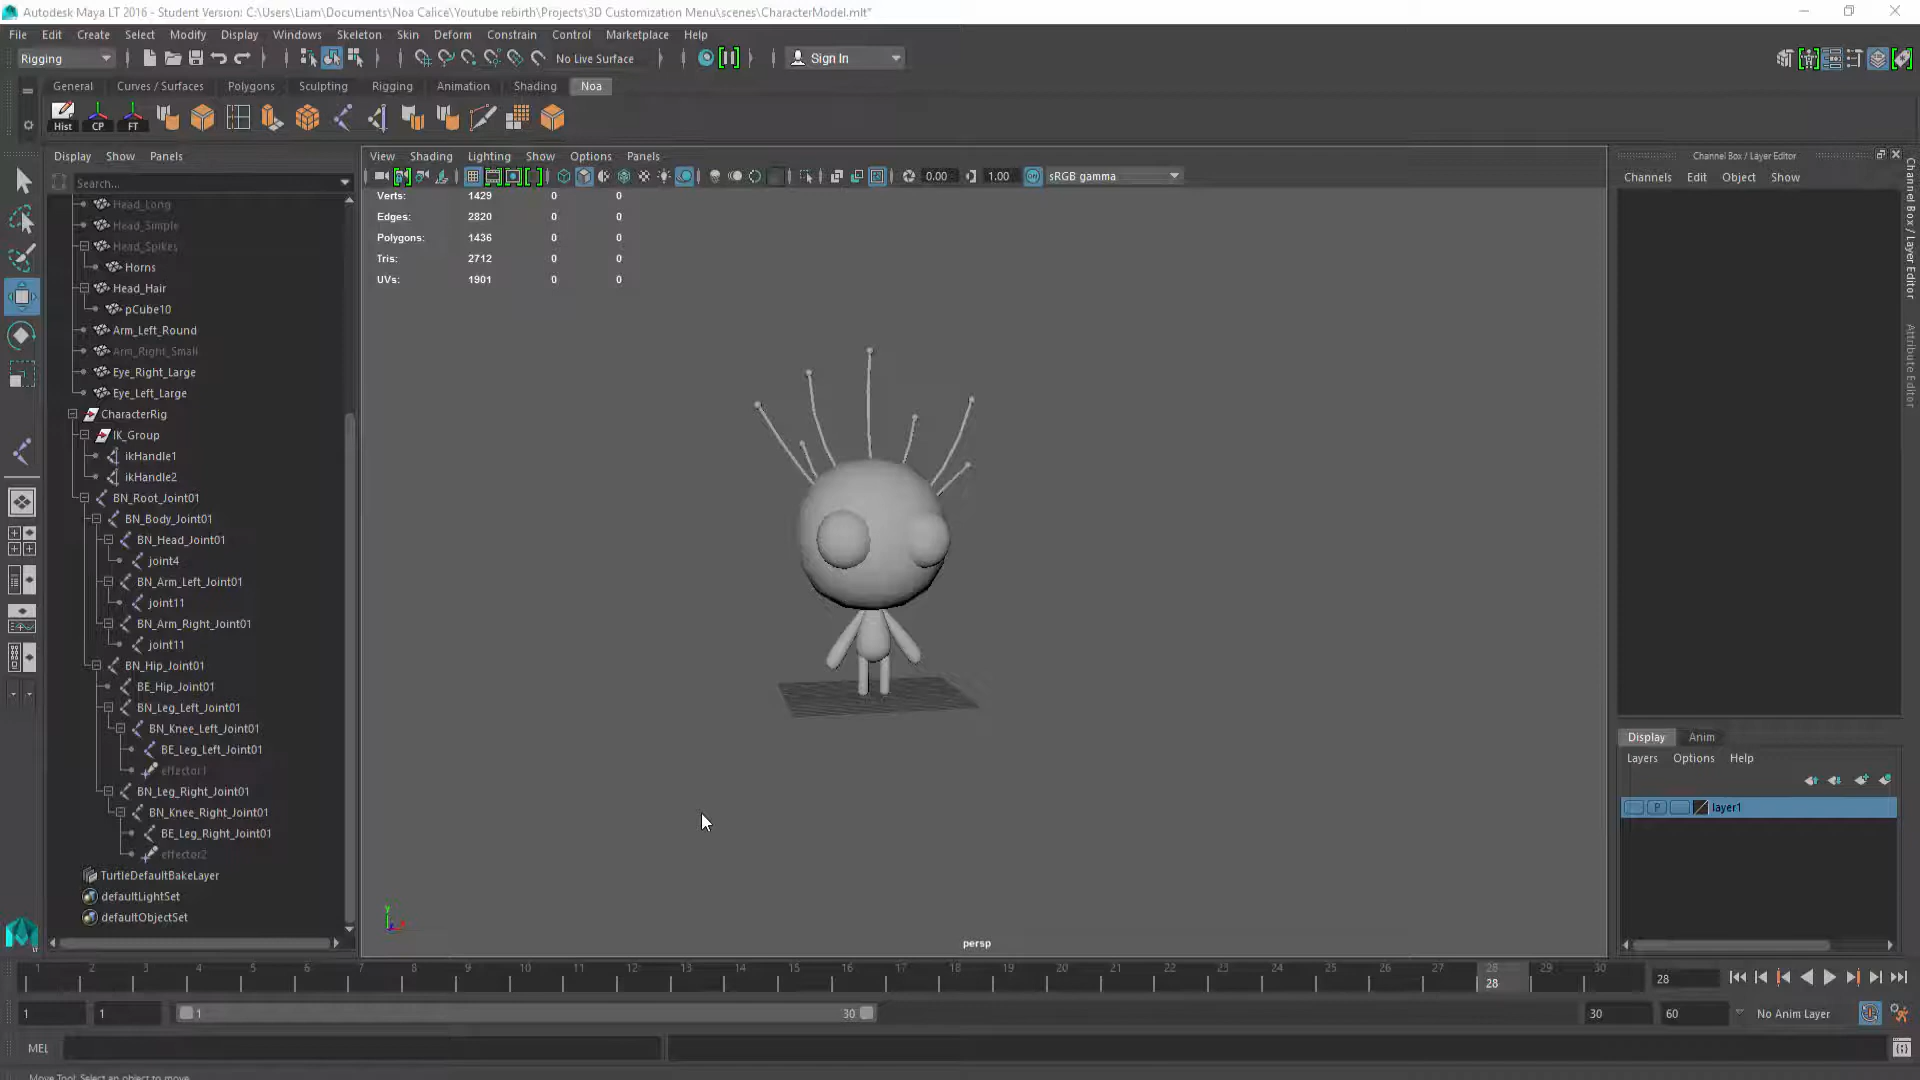 Autodesk Maya LT 2016 - Student Version: C:\Users\Liam\Documents\Noa Calice\Youtube rebirth\Projects\3D Customization Menu\scenes\CharacterModel.mlt*
File Edit Create Select Modify Display Windows Skeleton Skin Deform Constrain Control Marketplace Help
Rigging No Live Surface Sign In
General Curves / Surfaces Polygons Sculpting Rigging Animation Shading Noa
Hist CP FT
Display Show Panels
View Shading Lighting Show Options Panels
Channel Box / Layer Editor
Search...
0.00 1.00 sRGB gamma
Channels Edit Object Show
Verts: 1429 0 0
Edges: 2820 0 0
Polygons: 1436 0 0
Tris: 2712 0 0
UVs: 1901 0 0
Head_Long
Head_Simple
Head_Spikes
Horns
Head_Hair
pCube10
Arm_Left_Round
Arm_Right_Small
Eye_Right_Large
Eye_Left_Large
CharacterRig
IK_Group
ikHandle1
ikHandle2
BN_Root_Joint01
BN_Body_Joint01
BN_Head_Joint01
joint4
BN_Arm_Left_Joint01
joint11
BN_Arm_Right_Joint01
joint11
BN_Hip_Joint01
BE_Hip_Joint01
BN_Leg_Left_Joint01
BN_Knee_Left_Joint01
BE_Leg_Left_Joint01
effector1
BN_Leg_Right_Joint01
BN_Knee_Right_Joint01
BE_Leg_Right_Joint01
effector2
TurtleDefaultBakeLayer
defaultLightSet
defaultObjectSet
persp
Channel Box / Layer Editor
Attribute Editor
Display Anim
Layers Options Help
P layer1
1 2 3 4 5 6 7 8 9 10 11 12 13 14 15 16 17 18 19 20 21 22 23 24 25 26 27 28 29 30
28 28
1 1 1 30 30 60 No Anim Layer
MEL
Move Tool: Select an object to move.